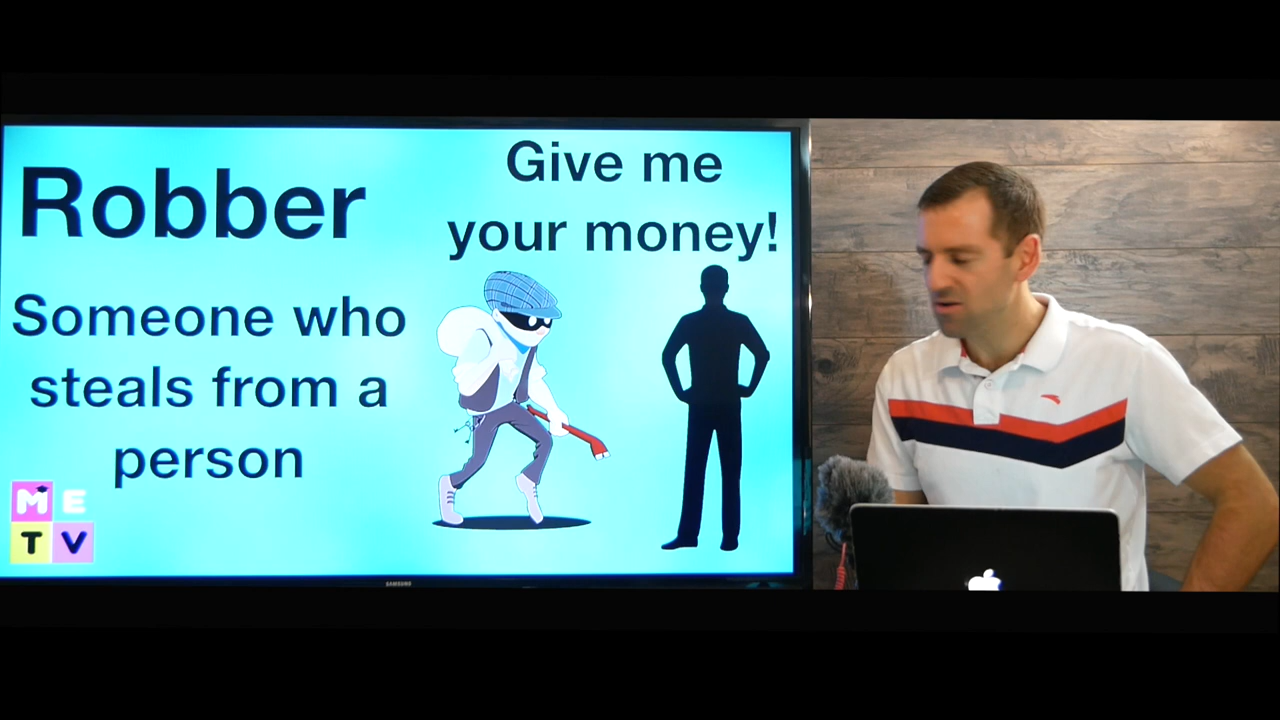 Robber
Someone who
steals from a
person
Give me
your money!
M E
T V
SAMSUNG